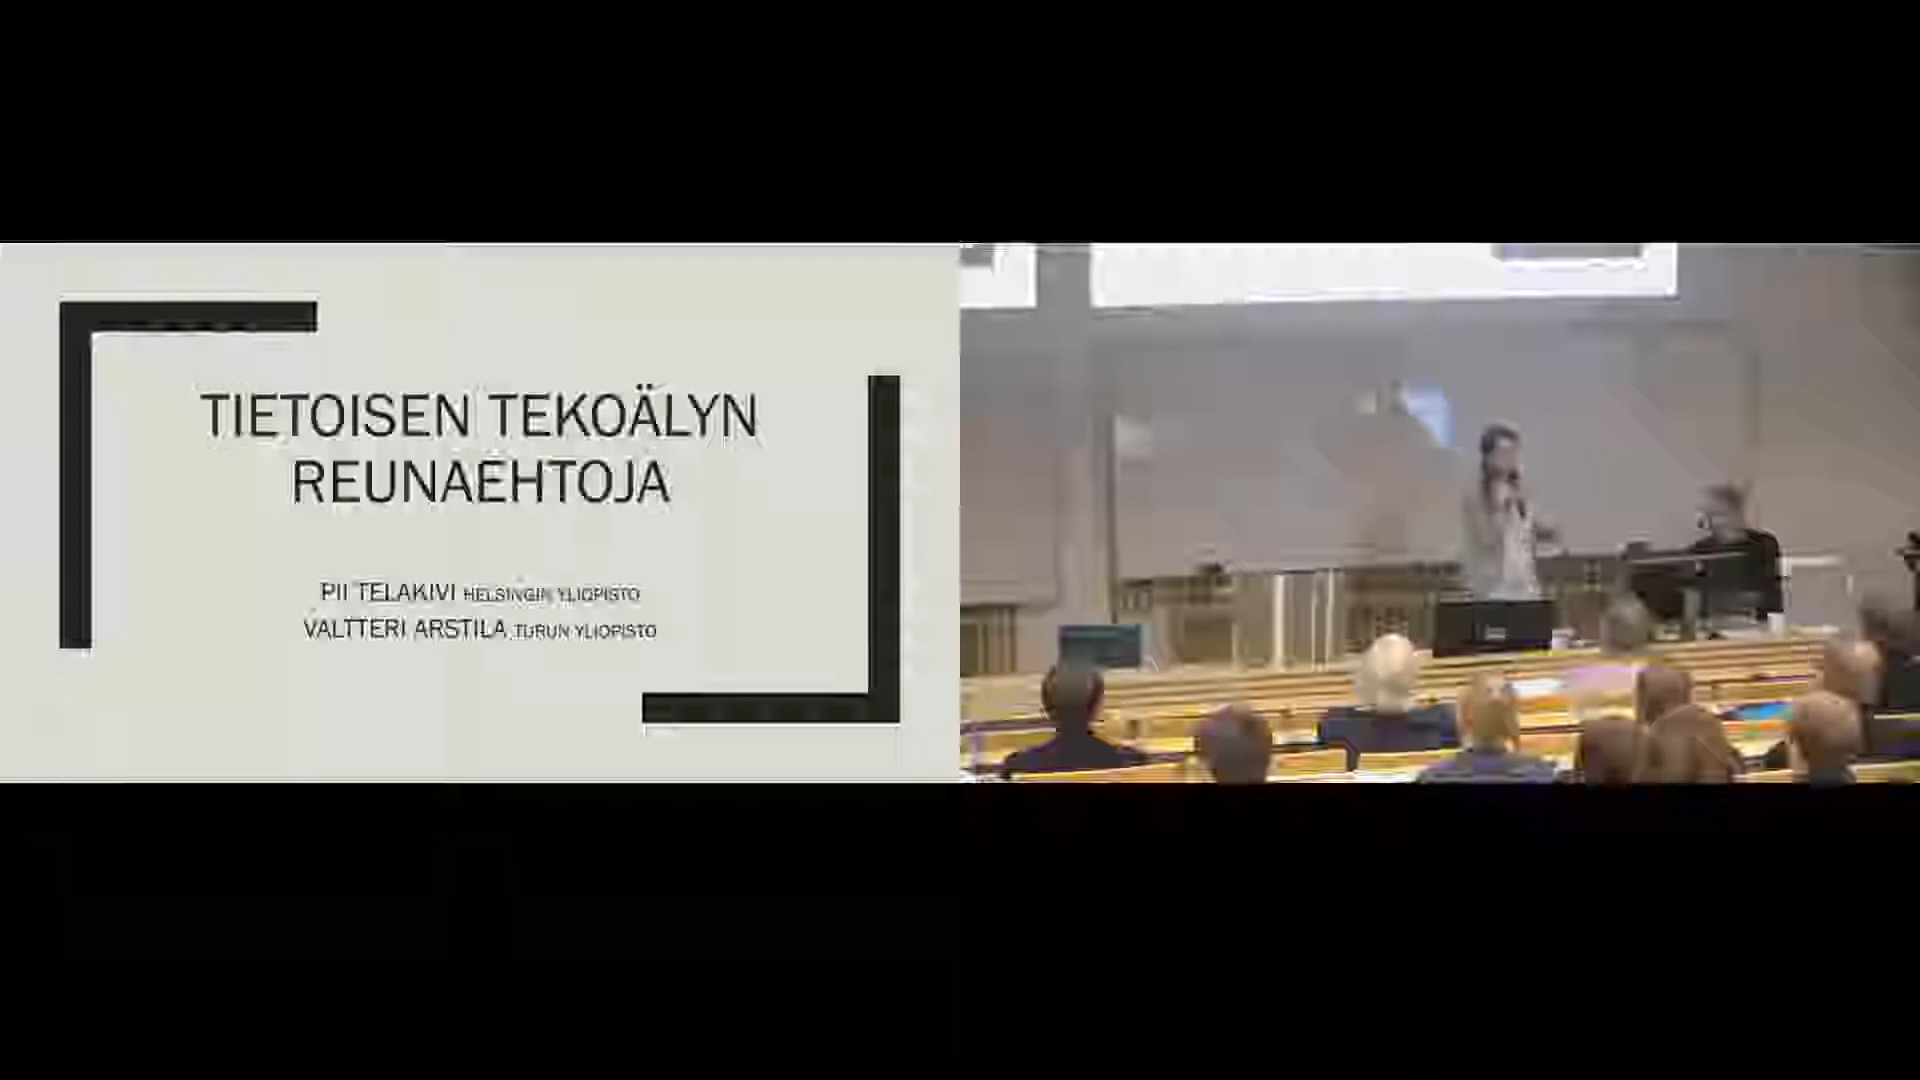 TIETOISEN TEKOÄLYN
REUNAEHTOJA
PII TELAKIVI HELSINGIN YLIOPISTO
VALTTERI ARSTILA TURUN YLIOPISTO